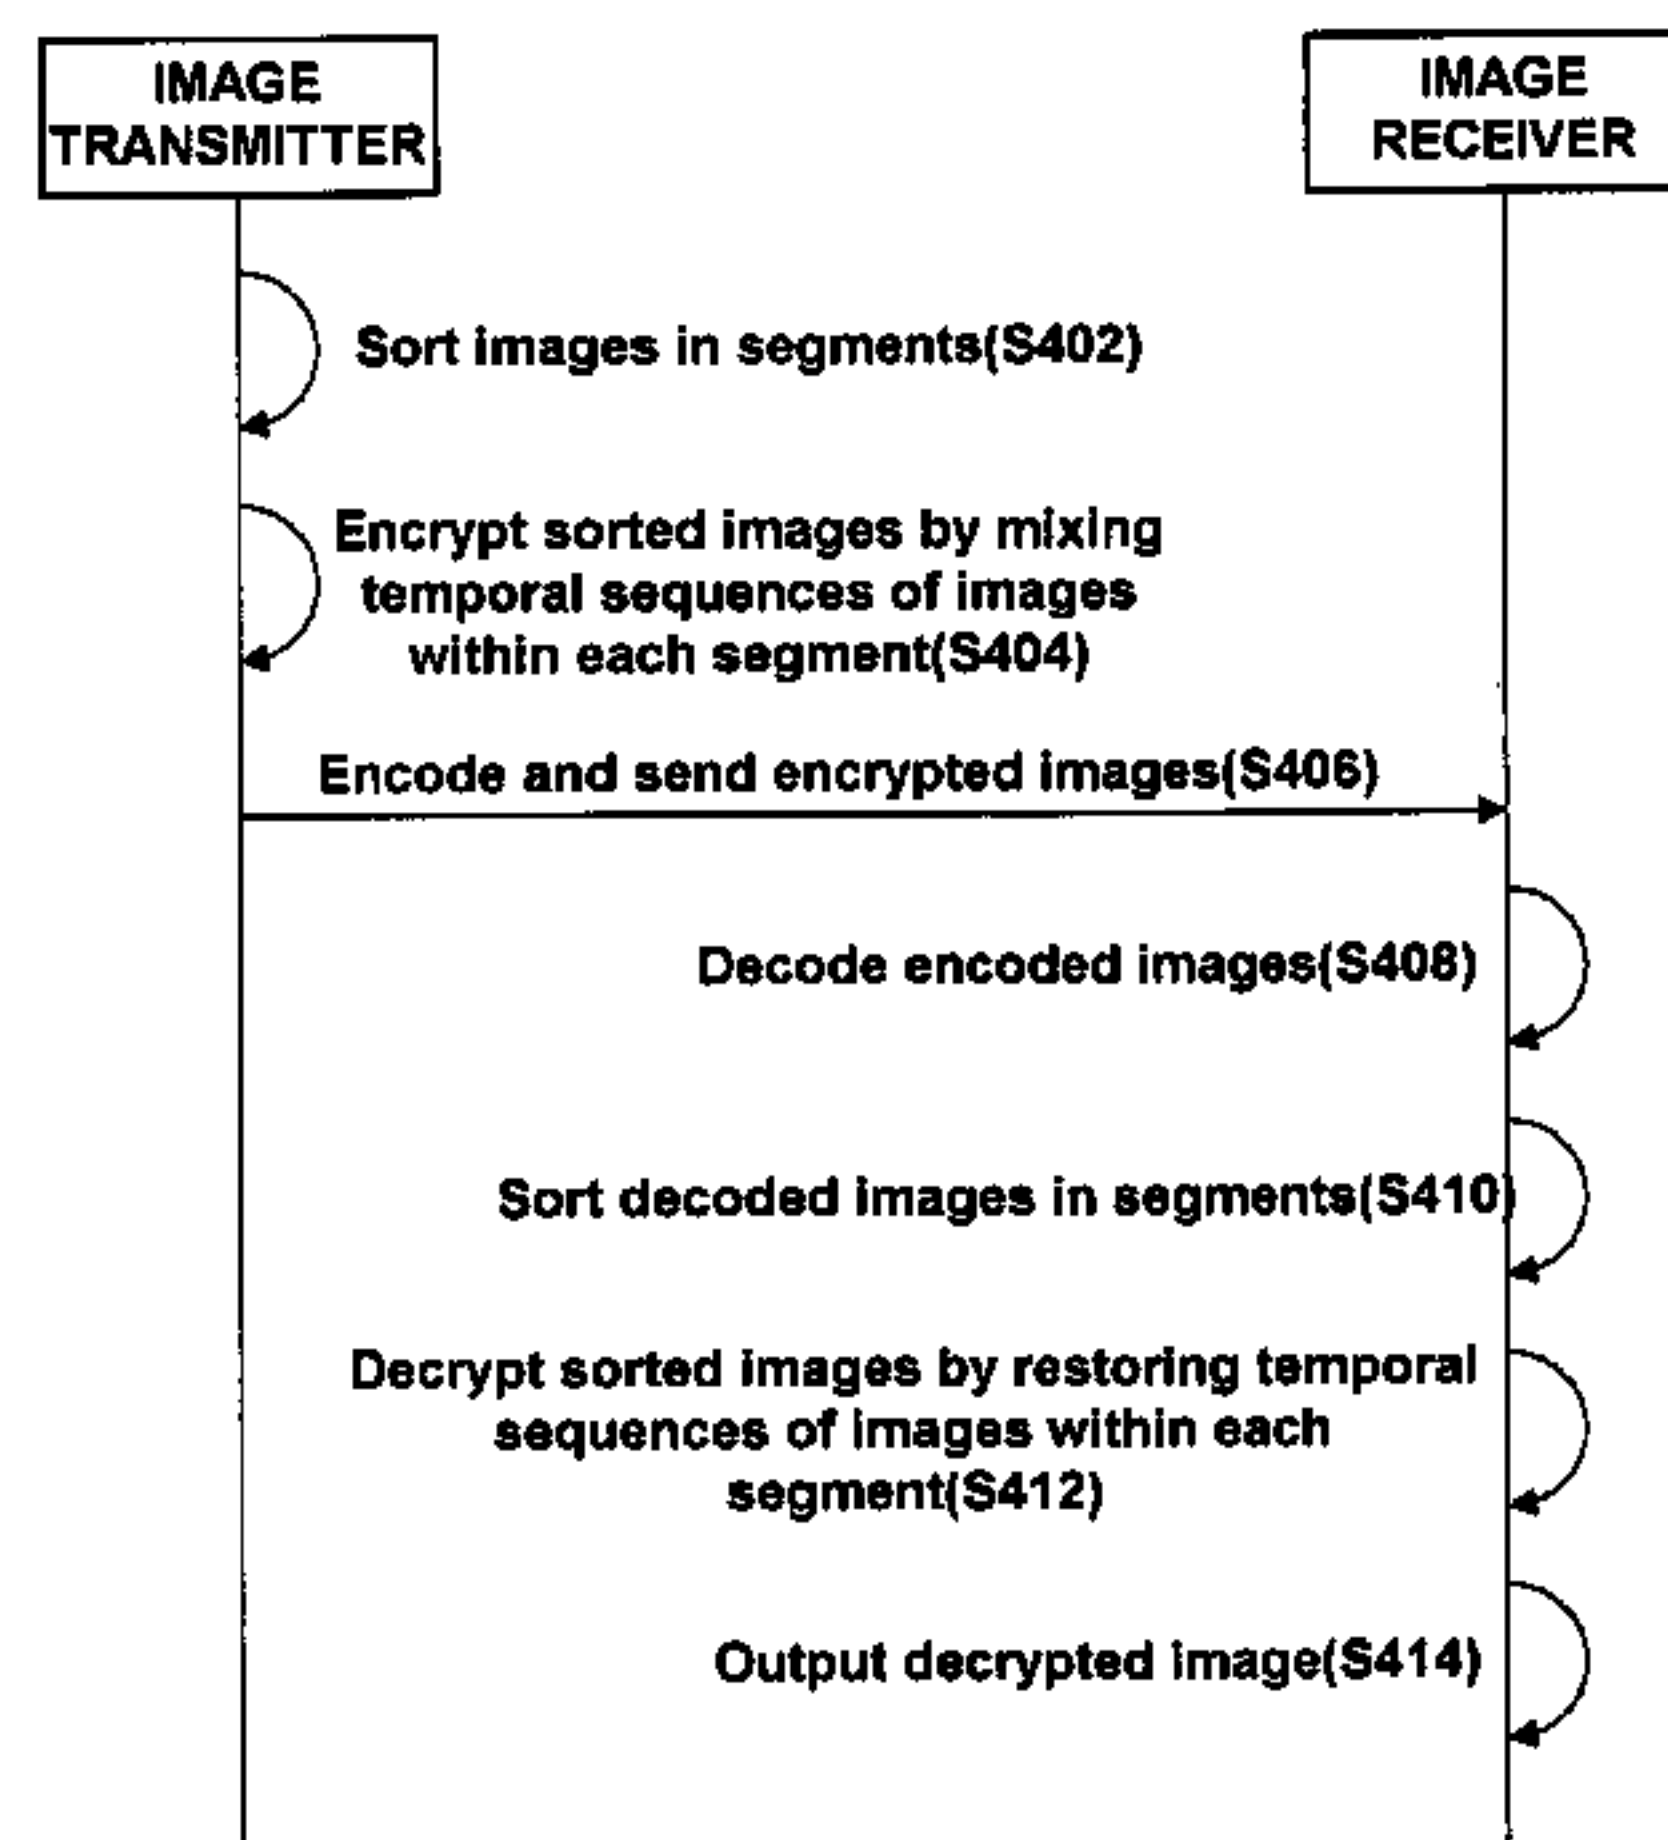 IMAGE
TRANSMITTER
IMAGE
RECEIVER
Sort images in segments(S402)
Encrypt sorted images by mixing
temporal sequences of images
within each segment(S404)
Encode and send encrypted images(S406)
Decode encoded images(S408)
Sort decoded images in segments(S410)
Decrypt sorted images by restoring temporal
sequences of images within each
segment(S412)
Output decrypted image(S414)